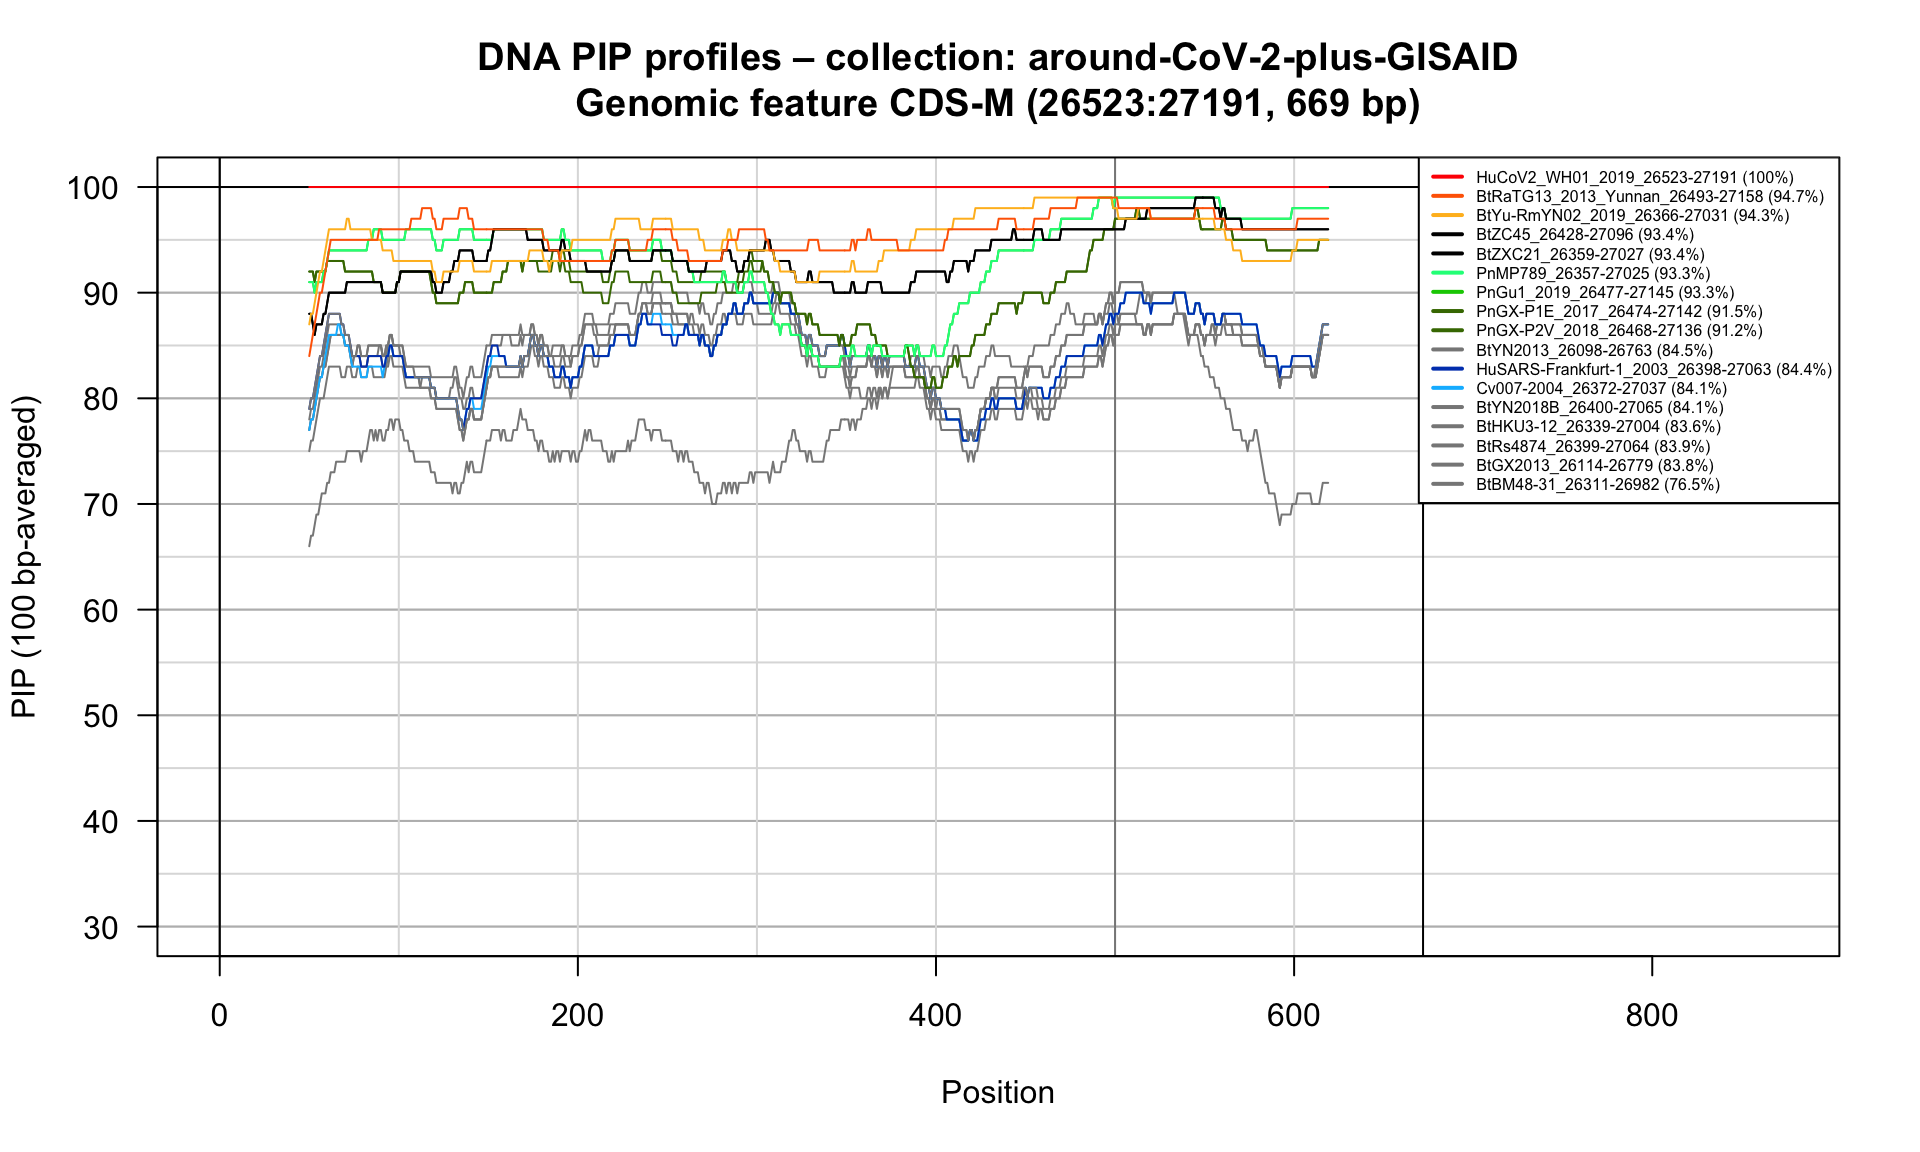 DNA PIP profiles – collection: around-CoV-2-plus-GISAID
Genomic feature CDS-M (26523:27191, 669 bp)
PIP (100 bp-averaged)
100
90
80
70
60
50
40
30
0
200
400
600
800
Position
HuCoV2_WH01_2019_26523-27191 (100%)
BtRaTG13_2013_Yunnan_26493-27158 (94.7%)
BtYu-RmYN02_2019_26366-27031 (94.3%)
BtZC45_26428-27096 (93.4%)
BtZXC21_26359-27027 (93.4%)
PnMP789_26357-27025 (93.3%)
PnGu1_2019_26477-27145 (93.3%)
PnGX-P1E_2017_26474-27142 (91.5%)
PnGX-P2V_2018_26468-27136 (91.2%)
BtYN2013_26098-26763 (84.5%)
HuSARS-Frankfurt-1_2003_26398-27063 (84.4%)
Cv007-2004_26372-27037 (84.1%)
BtYN2018B_26400-27065 (84.1%)
BtHKU3-12_26339-27004 (83.6%)
BtRs4874_26399-27064 (83.9%)
BtGX2013_26114-26779 (83.8%)
BtBM48-31_26311-26982 (76.5%)